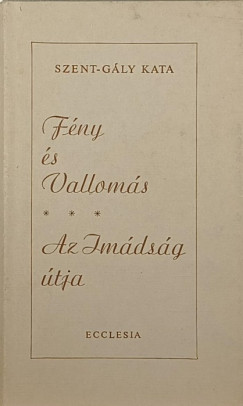 SZENT-GÁLY KATA
Fény
és
Vallomás
* * *
Az Imádság
útja
ECCLESIA